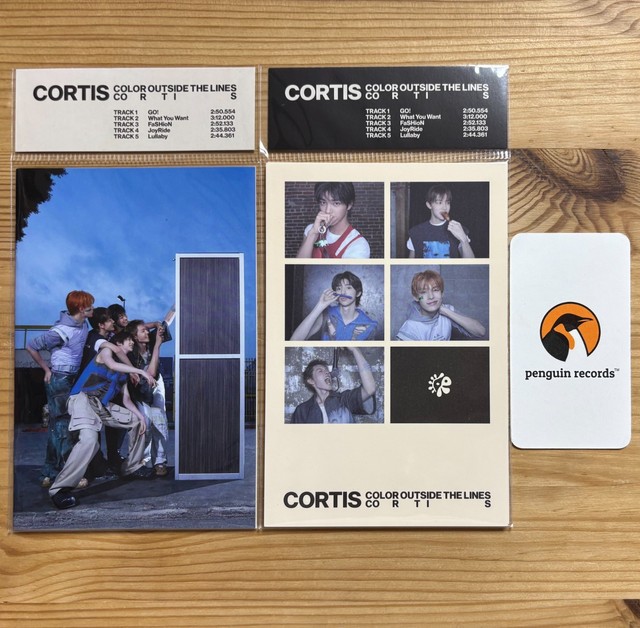 CORTIS COLOR OUTSIDE THE LINES
CO R TI S
TRACK 1 GO! 2:50.554
TRACK 2 What You Want 3:12.000
TRACK 3 FaSHioN 2:52.133
TRACK 4 JoyRide 2:35.803
TRACK 5 Lullaby 2:44.361
CORTIS COLOR OUTSIDE THE LINES
CO R TI S
TRACK 1 GO! 2:50.554
TRACK 2 What You Want 3:12.000
TRACK 3 FaSHioN 2:52.133
TRACK 4 JoyRide 2:35.803
TRACK 5 Lullaby 2:44.361
penguin records™
CORTIS COLOR OUTSIDE THE LINES
CO R TI S